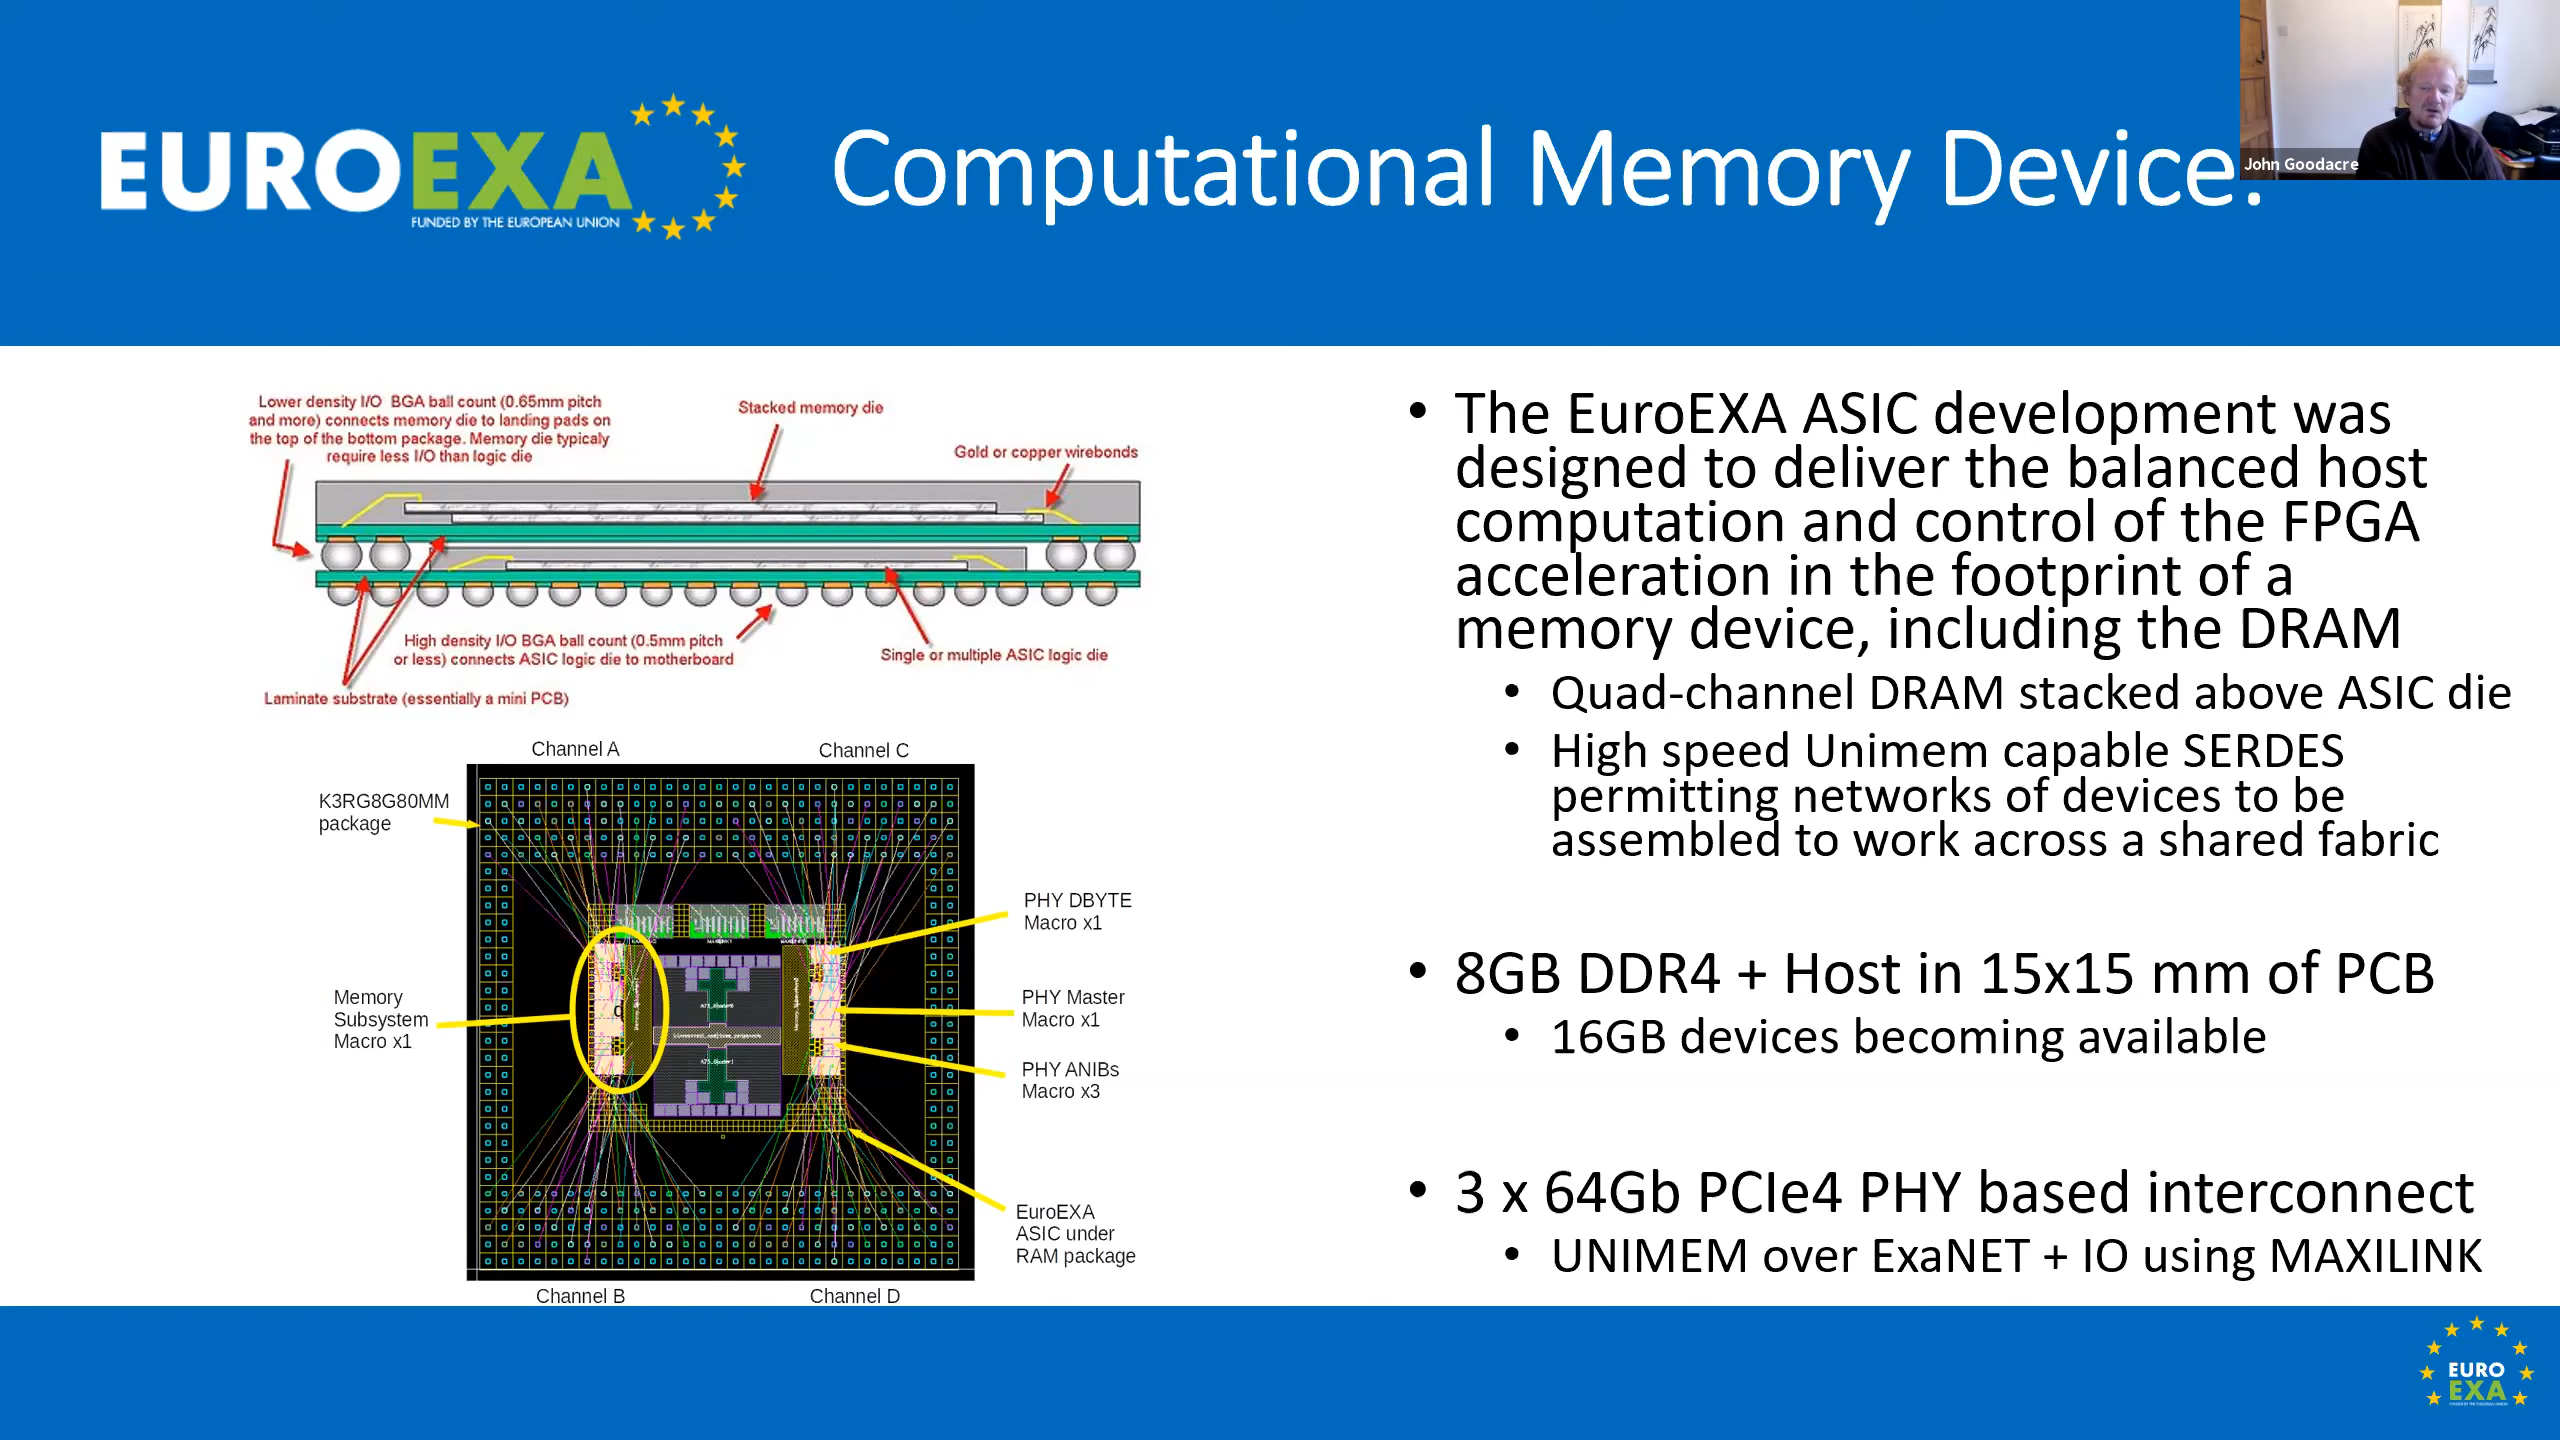 EUROEXA
FUNDED BY THE EUROPEAN UNION
Computational Memory Device.
John Goodacre
Lower density I/O BGA ball count (0.65mm pitch
and more) connects memory die to landing pads on
the top of the bottom package. Memory die typicaly
require less I/O than logic die
Stacked memory die
Gold or copper wirebonds
High density I/O BGA ball count (0.5mm pitch
or less) connects ASIC logic die to motherboard
Single or multiple ASIC logic die
Laminate substrate (essentially a mini PCB)
Channel A
Channel C
K3RG8G80MM
package
PHY DBYTE
Macro x1
Memory
Subsystem
Macro x1
PHY Master
Macro x1
PHY ANIBs
Macro x3
EuroEXA
ASIC under
RAM package
Channel B
Channel D
• The EuroEXA ASIC development was
designed to deliver the balanced host
computation and control of the FPGA
acceleration in the footprint of a
memory device, including the DRAM
• Quad-channel DRAM stacked above ASIC die
• High speed Unimem capable SERDES
permitting networks of devices to be
assembled to work across a shared fabric
• 8GB DDR4 + Host in 15x15 mm of PCB
• 16GB devices becoming available
• 3 x 64Gb PCIe4 PHY based interconnect
• UNIMEM over ExaNET + IO using MAXILINK
EURO
EXA